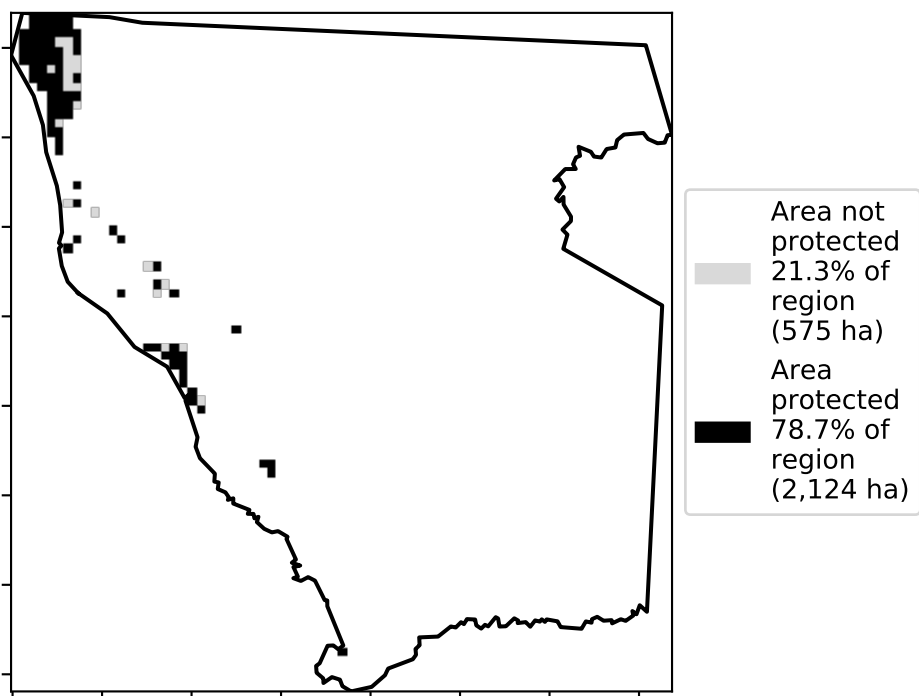 Area not
protected
21.3% of
region
(575 ha)
Area
protected
78.7% of
region
(2,124 ha)